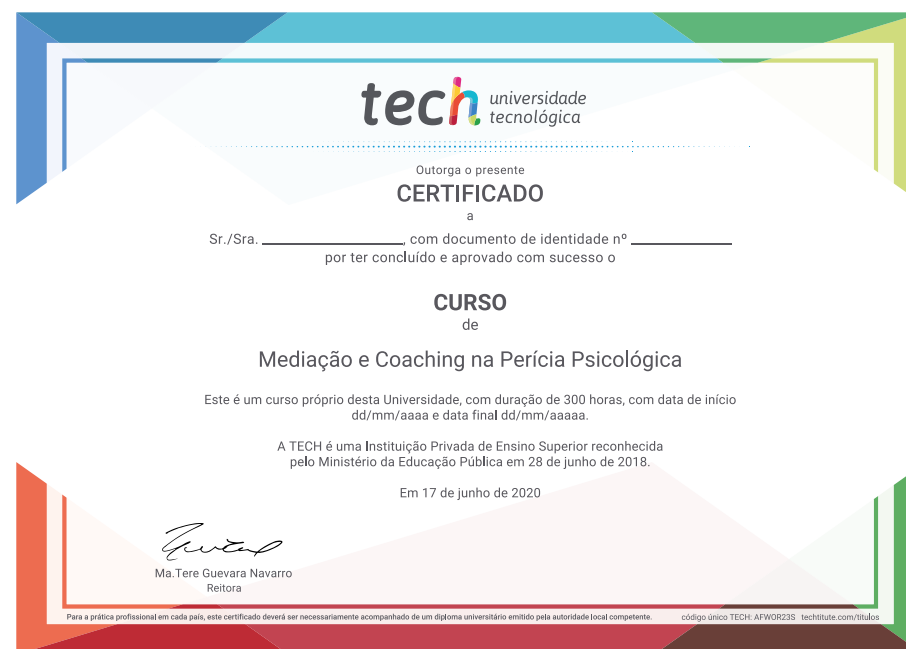 tech universidade
tecnológica
Outorga o presente
CERTIFICADO
a
Sr./Sra. ____________________, com documento de identidade nº ______________
por ter concluído e aprovado com sucesso o
CURSO
de
Mediação e Coaching na Perícia Psicológica
Este é um curso próprio desta Universidade, com duração de 300 horas, com data de início
dd/mm/aaaa e data final dd/mm/aaaaa.
A TECH é uma Instituição Privada de Ensino Superior reconhecida
pelo Ministério da Educação Pública em 28 de junho de 2018.
Em 17 de junho de 2020
Ma.Tere Guevara Navarro
Reitora
Para a prática profissional em cada país, este certificado deverá ser necessariamente acompanhado de um diploma universitário emitido pela autoridade local competente. código único TECH: AFWOR23S techtitute.com/titulos